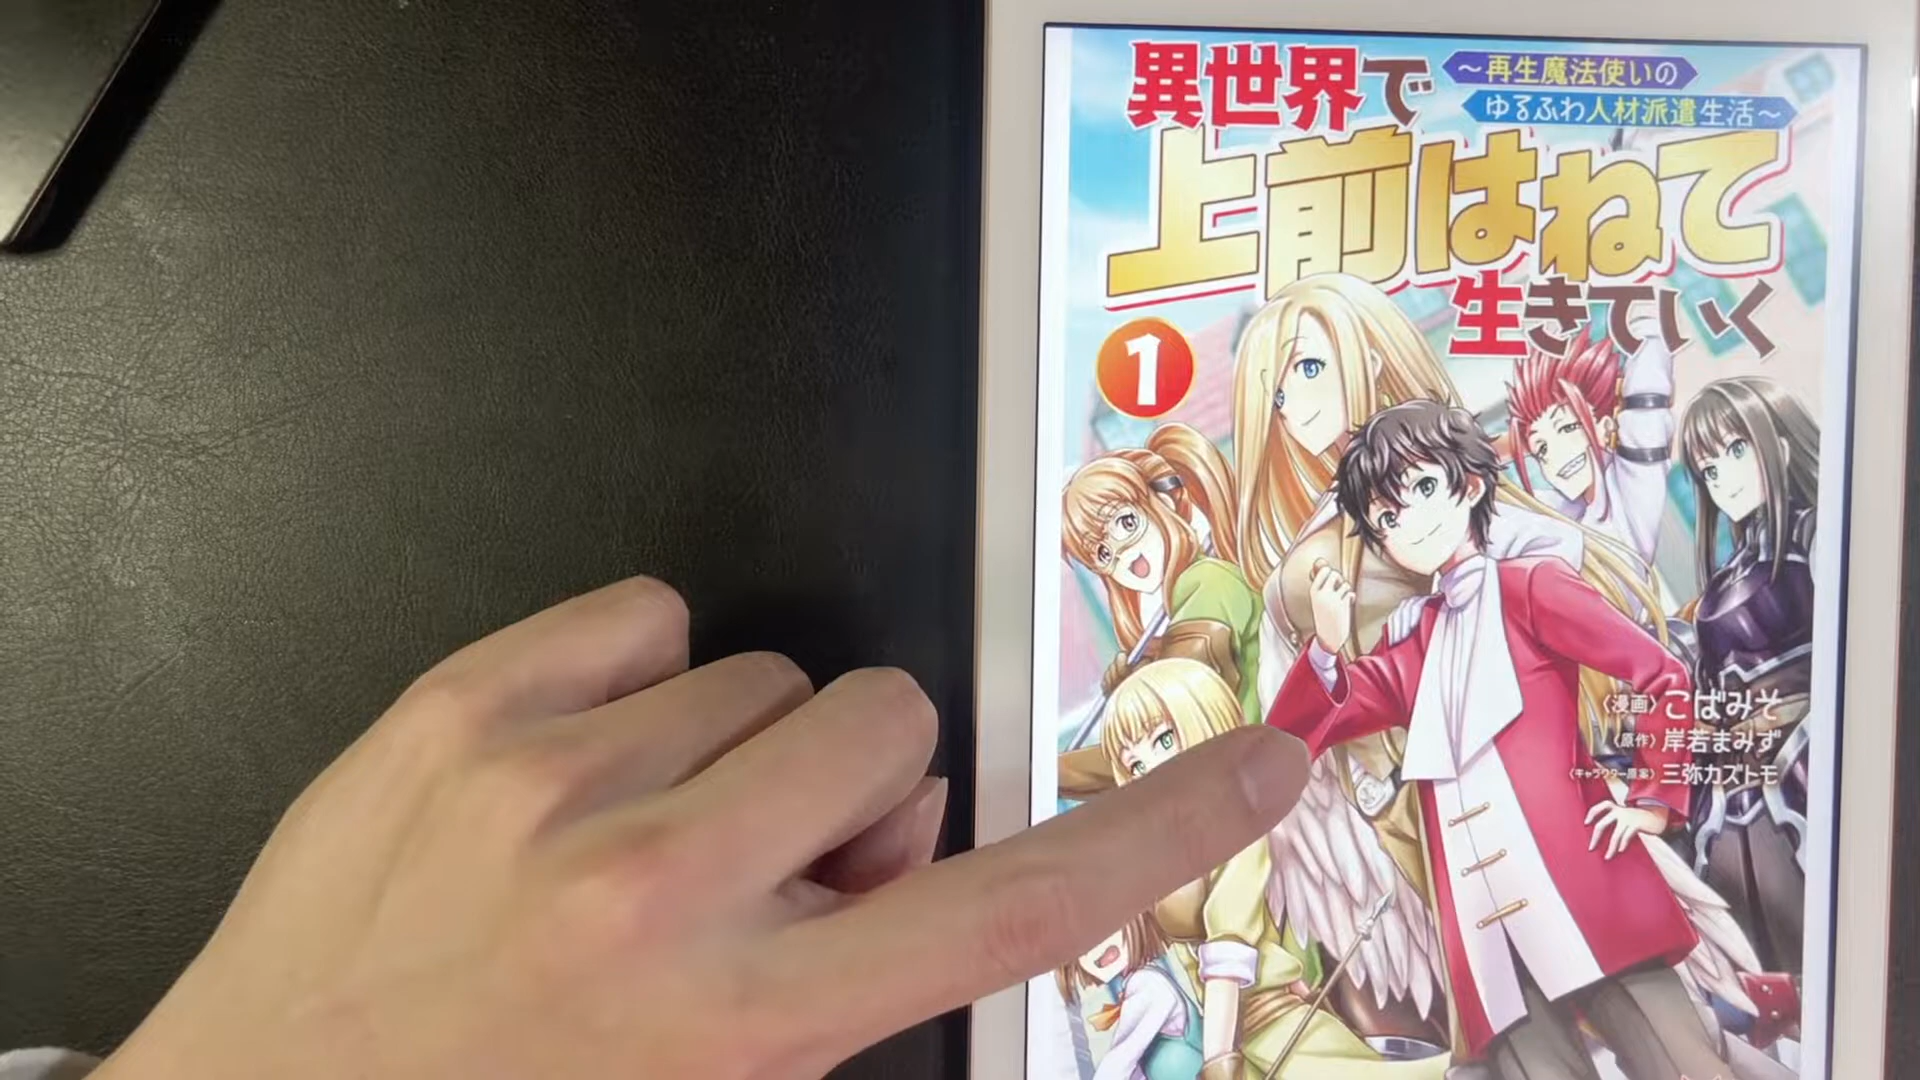 異世界で
～再生魔法使いの
ゆるふわ人材派遣生活～
上前はねて
生きていく
1
〈漫画〉こばみそ
〈原作〉岸若まみず
〈キャラクター原案〉三弥カズトモ